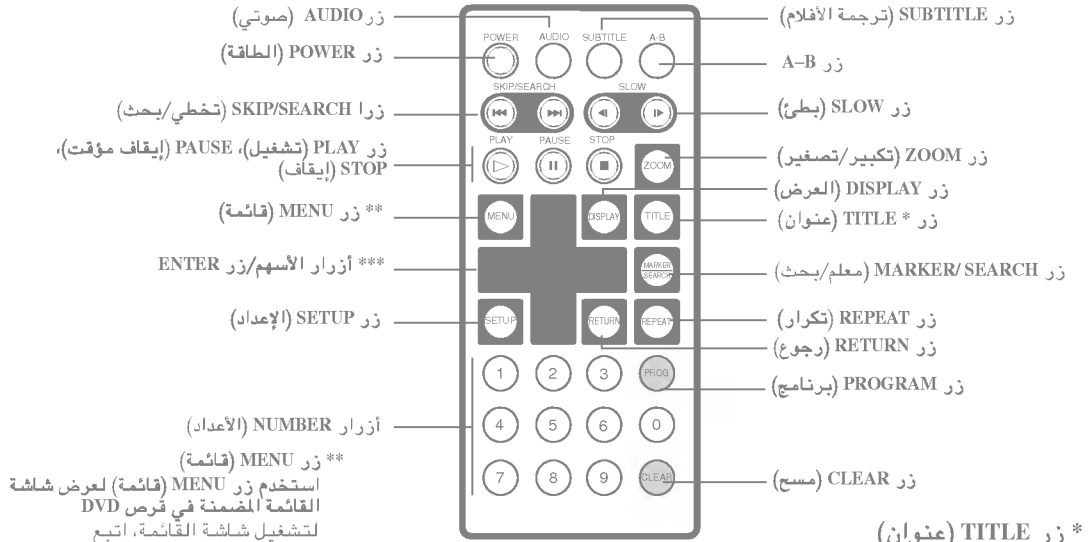 زر AUDIO (صوتي)
زر POWER (الطاقة)
زرا SKIP/SEARCH (تخطي/بحث)
زر PLAY (تشغيل)، PAUSE (إيقاف مؤقت)،
STOP (إيقاف)
** زر MENU (قائمة)
*** أزرار الأسهم/زر ENTER
زر SETUP (الإعداد)
أزرار NUMBER (الأعداد)
** زر MENU (قائمة)
استخدم زر MENU (قائمة) لعرض شاشة
القائمة المضمنة في قرص DVD
لتشغيل شاشة القائمة، اتبع
POWER AUDIO SUBTITLE A-B
SKIP/SEARCH SLOW
PLAY PAUSE STOP
ZOOM
MENU DISPLAY TITLE
MARKER
SEARCH
SETUP RETURN REPEAT
1 2 3 PROG
4 5 6 0
7 8 9 CLEAR
زر SUBTITLE (ترجمة الأفلام)
زر A–B
زر SLOW (بطئ)
زر ZOOM (تكبير/تصغير)
زر DISPLAY (العرض)
زر * TITLE (عنوان)
زر MARKER/ SEARCH (معلم/بحث)
زر REPEAT (تكرار)
زر RETURN (رجوع)
زر PROGRAM (برنامج)
زر CLEAR (مسح)
* زر TITLE (عنوان)